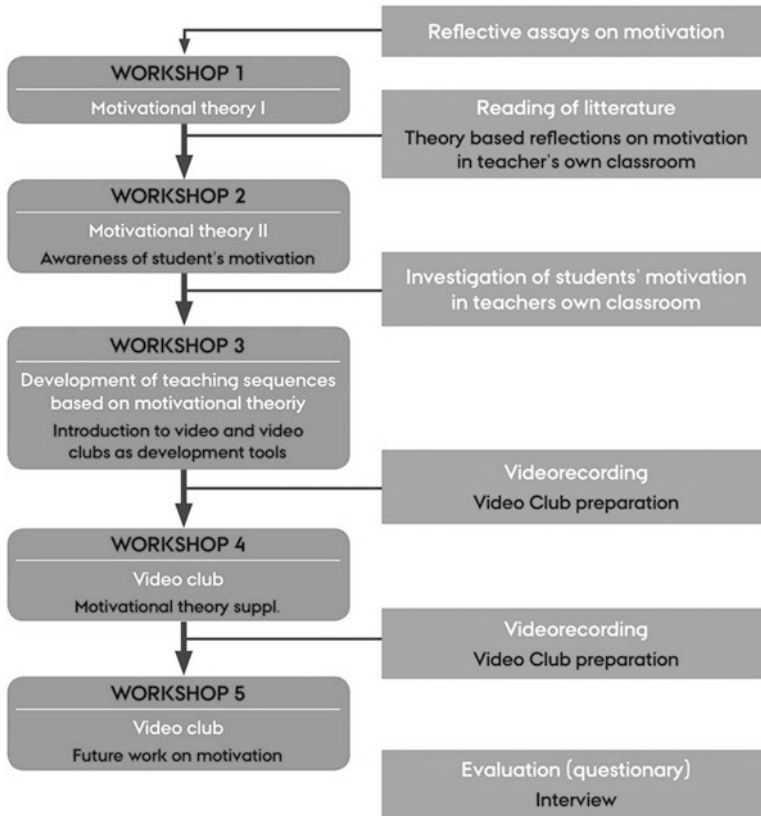 Reflective assays on motivation
WORKSHOP 1
Motivational theory I
Reading of litterature
Theory based reflections on motivation
in teacher's own classroom
WORKSHOP 2
Motivational theory II
Awareness of student's motivation
Investigation of students' motivation
in teachers own classroom
WORKSHOP 3
Development of teaching sequences
based on motivational theoriy
Introduction to video and video
clubs as development tools
Videorecording
Video Club preparation
WORKSHOP 4
Video club
Motivational theory suppl.
Videorecording
Video Club preparation
WORKSHOP 5
Video club
Future work on motivation
Evaluation (questionary)
Interview